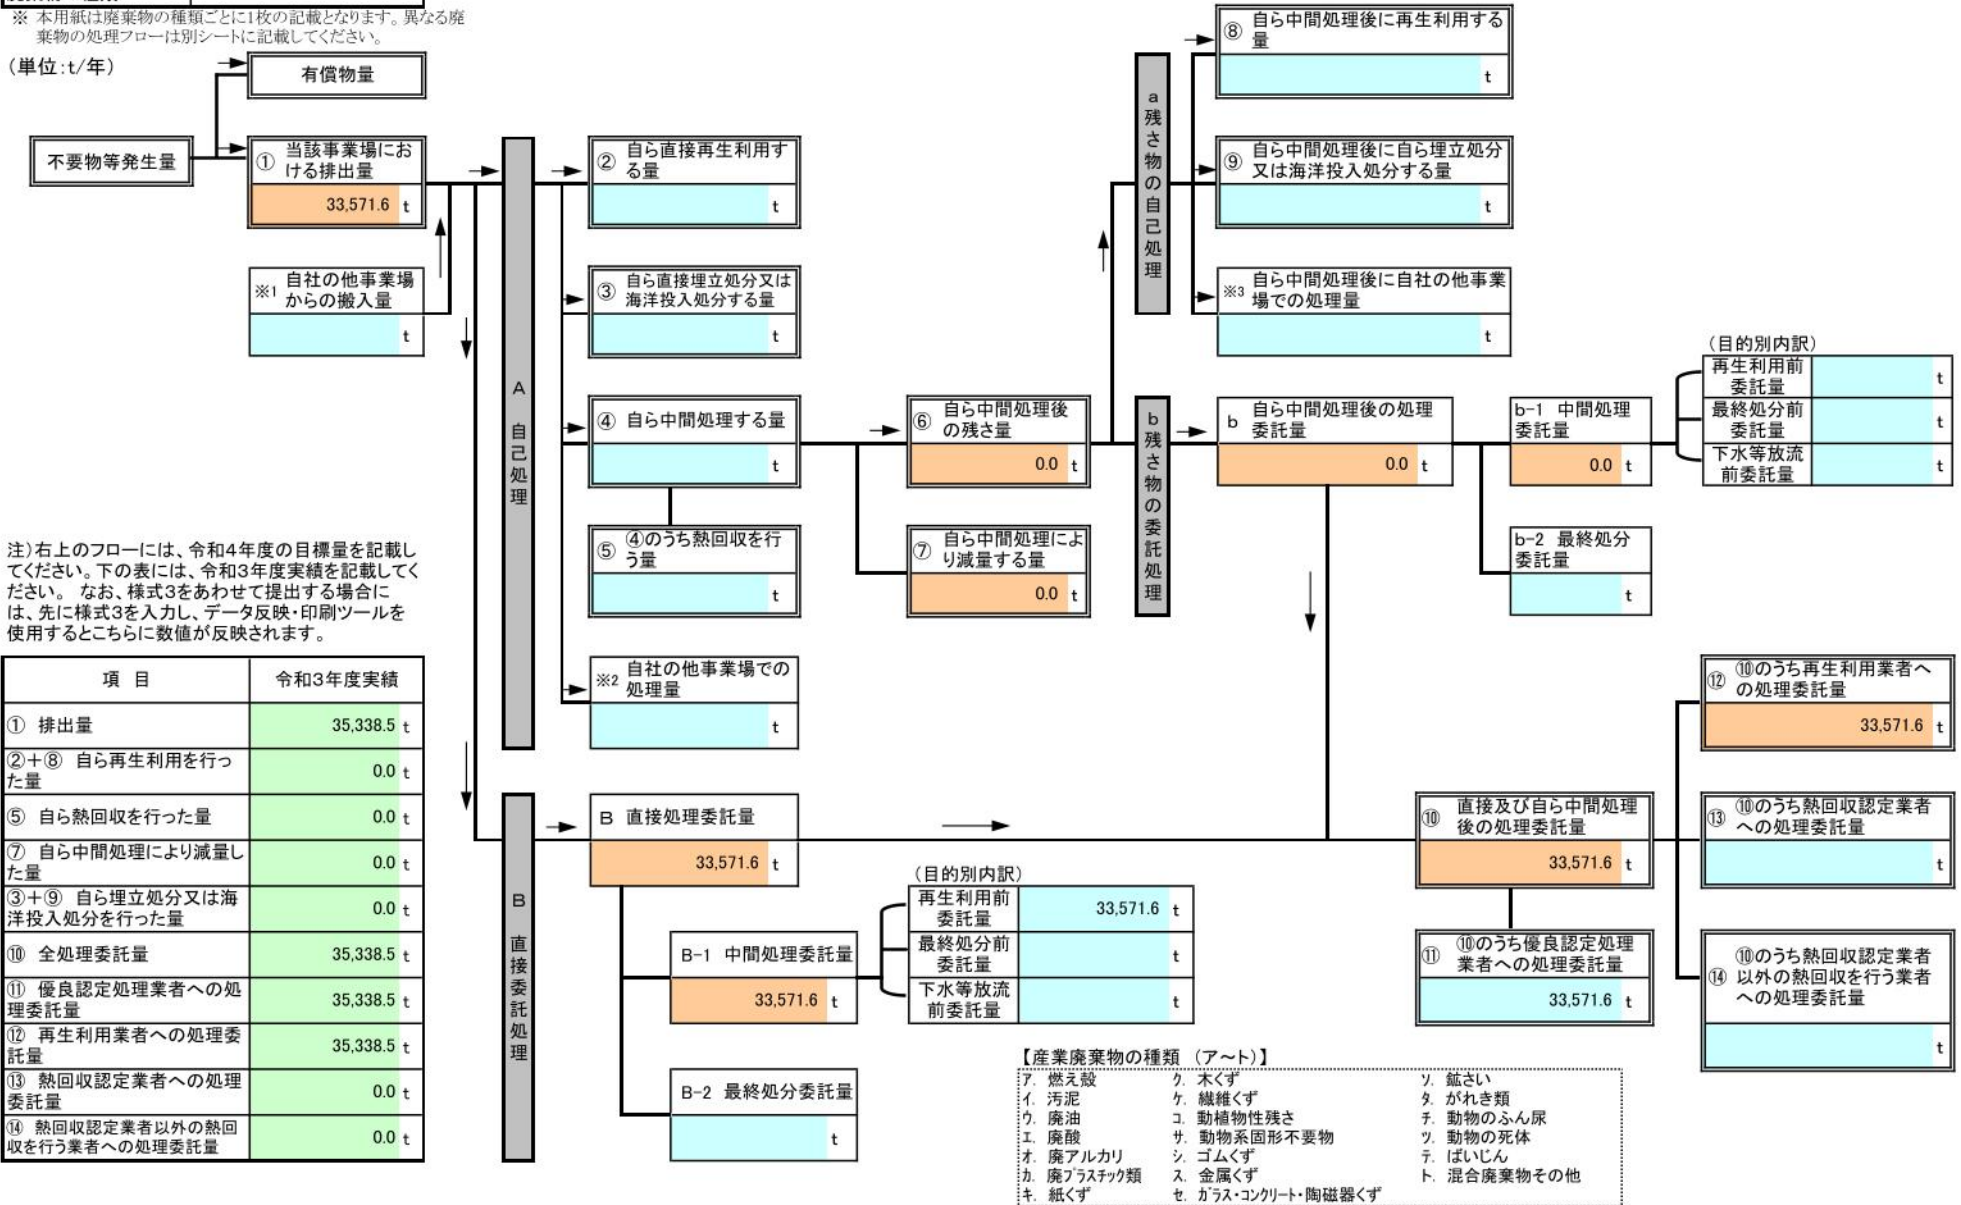 ※ 本用紙は廃棄物の種類ごとに1枚の記載となります。異なる廃
棄物の処理フローは別シートに記載してください。
（単位:t/年）
有償物量
不要物等発生量
① 当該事業場にお
ける排出量
33,571.6 t
※1 自社の他事業場
からの搬入量
t
A 自己処理
② 自ら直接再生利用す
る量
t
③ 自ら直接埋立処分又は
海洋投入処分する量
t
④ 自ら中間処理する量
t
⑤ ④のうち熱回収を行
う量
t
※2 自社の他事業場での
処理量
t
⑥ 自ら中間処理後
の残さ量
0.0 t
⑦ 自ら中間処理によ
り減量する量
0.0 t
a 残さ物の自己処理
⑧ 自ら中間処理後に再生利用する
量
t
⑨ 自ら中間処理後に自ら埋立処分
又は海洋投入処分する量
t
※3 自ら中間処理後に自社の他事業
場での処理量
t
b 残さ物の委託処理
b 自ら中間処理後の処理
委託量
0.0 t
b-1 中間処理
委託量
0.0 t
b-2 最終処分
委託量
t
（目的別内訳）
再生利用前
委託量
t
最終処分前
委託量
t
下水等放流
前委託量
t
注）右上のフローには、令和4年度の目標量を記載し
てください。下の表には、令和3年度実績を記載してく
ださい。 なお、様式3をあわせて提出する場合に
は、先に様式3を入力し、データ反映・印刷ツールを
使用するとこちらに数値が反映されます。
項 目 令和3年度実績
① 排出量 35,338.5 t
②＋⑧ 自ら再生利用を行っ
た量 0.0 t
⑤ 自ら熱回収を行った量 0.0 t
⑦ 自ら中間処理により減量し
た量 0.0 t
③＋⑨ 自ら埋立処分又は海
洋投入処分を行った量 0.0 t
⑩ 全処理委託量 35,338.5 t
⑪ 優良認定処理業者への処
理委託量 35,338.5 t
⑫ 再生利用業者への処理委
託量 35,338.5 t
⑬ 熱回収認定業者への処理
委託量 0.0 t
⑭ 熱回収認定業者以外の熱回
収を行う業者への処理委託量 0.0 t
B 直接委託処理
B 直接処理委託量
33,571.6 t
B-1 中間処理委託量
33,571.6 t
B-2 最終処分委託量
t
（目的別内訳）
再生利用前
委託量
33,571.6 t
最終処分前
委託量
t
下水等放流
前委託量
t
⑩ 直接及び自ら中間処理
後の処理委託量
33,571.6 t
⑪ ⑩のうち優良認定処理
業者への処理委託量
33,571.6 t
⑫ ⑩のうち再生利用業者へ
の処理委託量
33,571.6 t
⑬ ⑩のうち熱回収認定業者
への処理委託量
t
⑭ ⑩のうち熱回収認定業者
以外の熱回収を行う業者
への処理委託量
t
【産業廃棄物の種類 （ア～ト）】
ア. 燃え殻 ク. 木くず ソ. 鉱さい
イ. 汚泥 ケ. 繊維くず タ. がれき類
ウ. 廃油 コ. 動植物性残さ チ. 動物のふん尿
エ. 廃酸 サ. 動物系固形不要物 ツ. 動物の死体
オ. 廃アルカリ シ. ゴムくず テ. ばいじん
カ. 廃プラスチック類 ス. 金属くず ト. 混合廃棄物その他
キ. 紙くず セ. ガラス・コンクリート・陶磁器くず